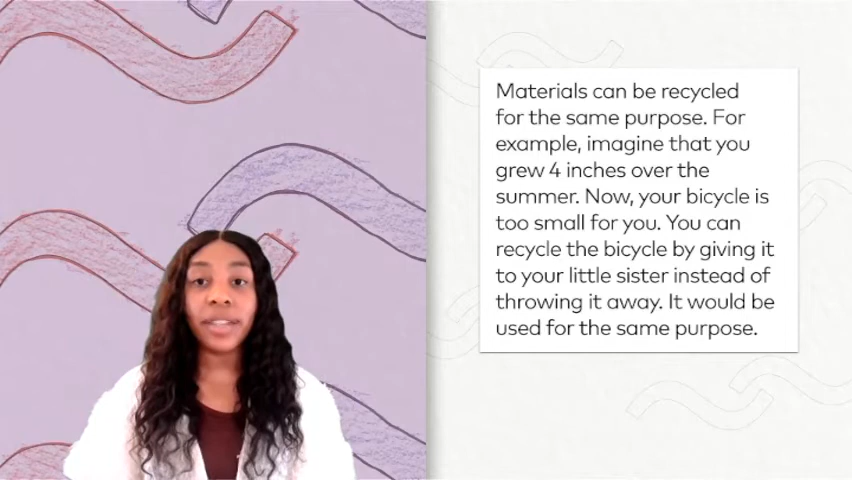 Materials can be recycled
for the same purpose. For
example, imagine that you
grew 4 inches over the
summer. Now, your bicycle is
too small for you. You can
recycle the bicycle by giving it
to your little sister instead of
throwing it away. It would be
used for the same purpose.